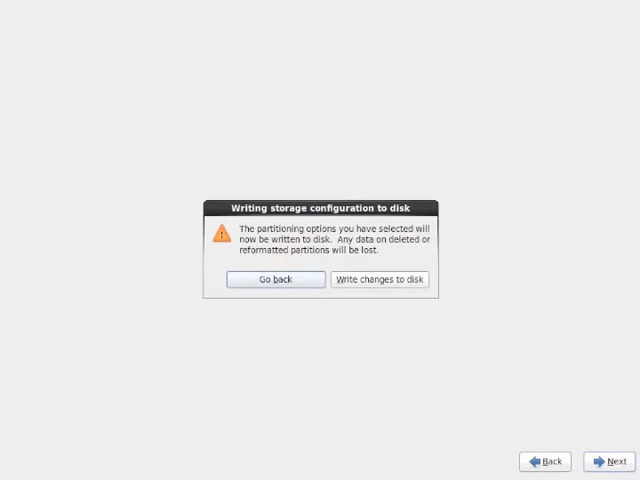 Writing storage configuration to disk
The partitioning options you have selected will
now be written to disk.  Any data on deleted or
reformatted partitions will be lost.
Go back
Write changes to disk
Back
Next